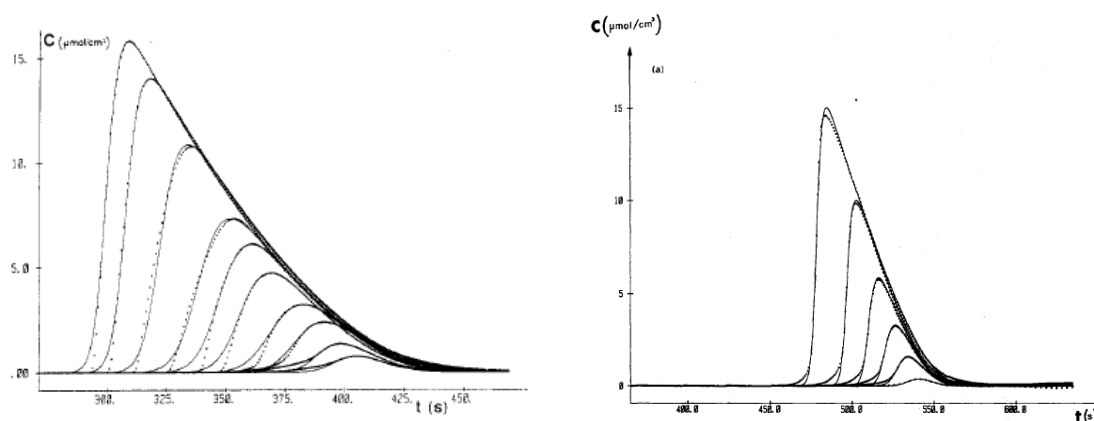 C (μmol/cm³)
15.
10.
5.0
.00
300. 325. 350. 375. 400. 425. 450.
t (s)
C (μmol/cm³)
(a)
15
10
5
0
400.0 450.0 500.0 550.0 600.0
t (s)